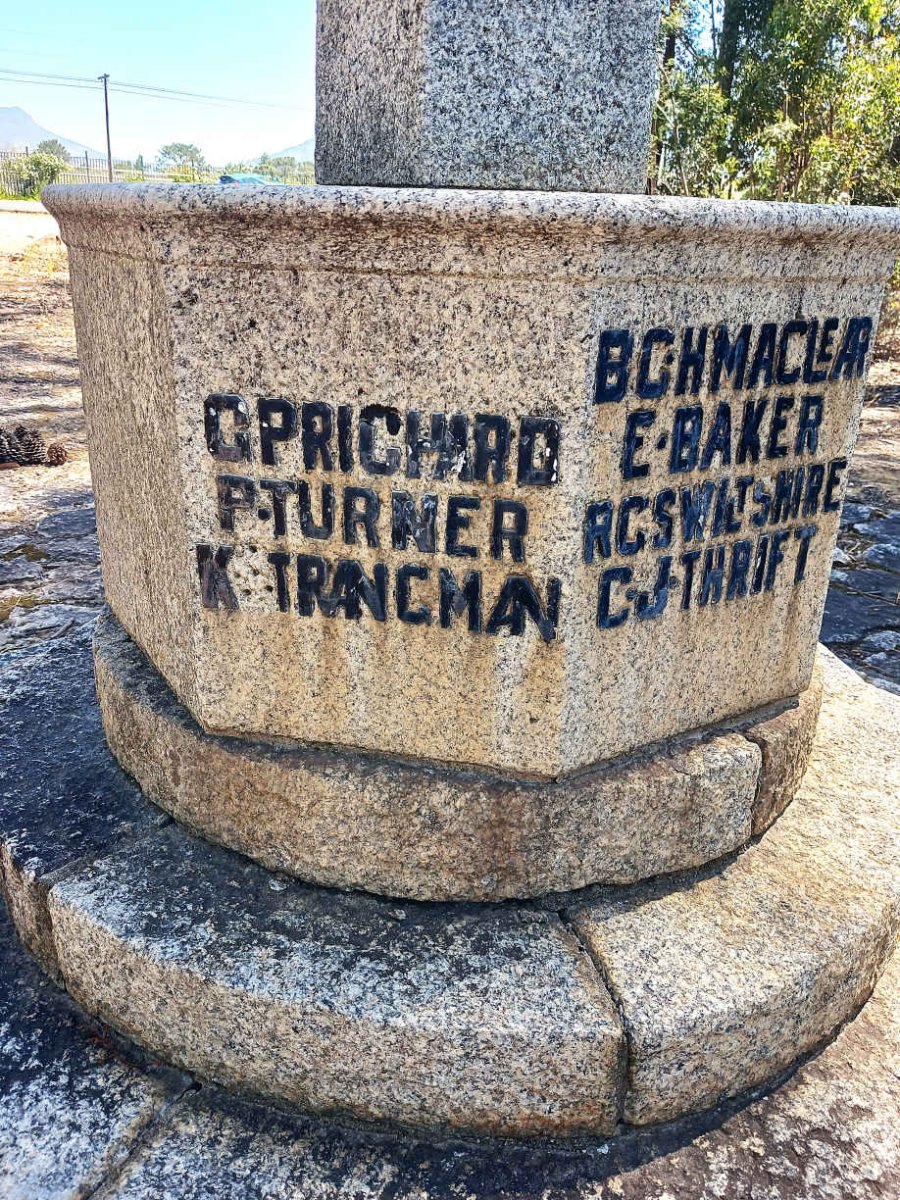 G PRICHARD
P·TURNER
K·TRANCMAN
B C·H MACLEAR
E·BAKER
R C S WILTSHIRE
C·J·THRIFT